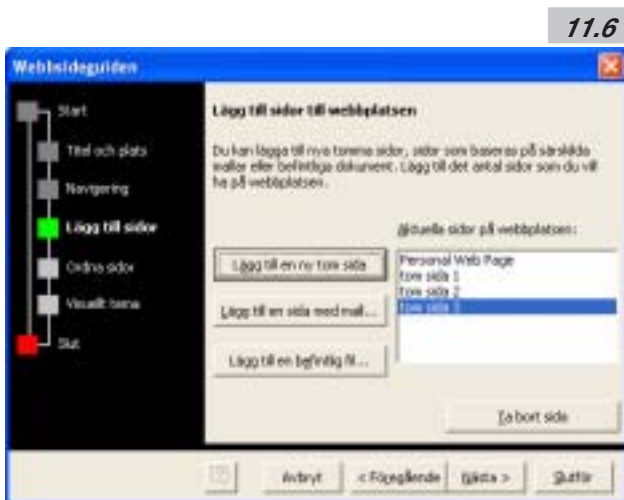 11.6
Webbsideguiden
Start
Titel och plats
Navigering
Lägg till sidor
Ordna sidor
Visuellt tema
Slut
Lägg till sidor till webbplatsen
Du kan lägga till nya tomma sidor, sidor som baseras på särskilda
mallar eller befintliga dokument. Lägg till det antal sidor som du vill
ha på webbplatsen.
Aktuella sidor på webbplatsen:
Lägg till en ny tom sida
Lägg till en sida med mall...
Lägg till en befintlig fil...
Personal Web Page
tom sida 1
tom sida 2
tom sida 3
Ta bort sida
Avbryt
< Föregående
Nästa >
Slutför